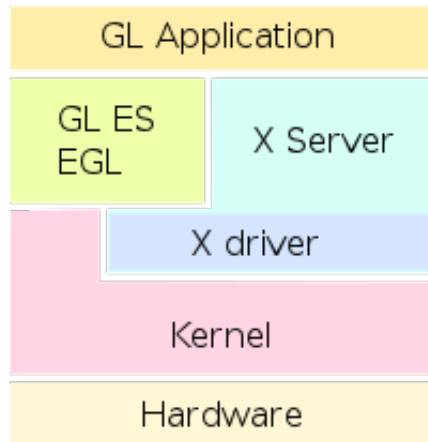 GL Application
GL ES
EGL
X Server
X driver
Kernel
Hardware